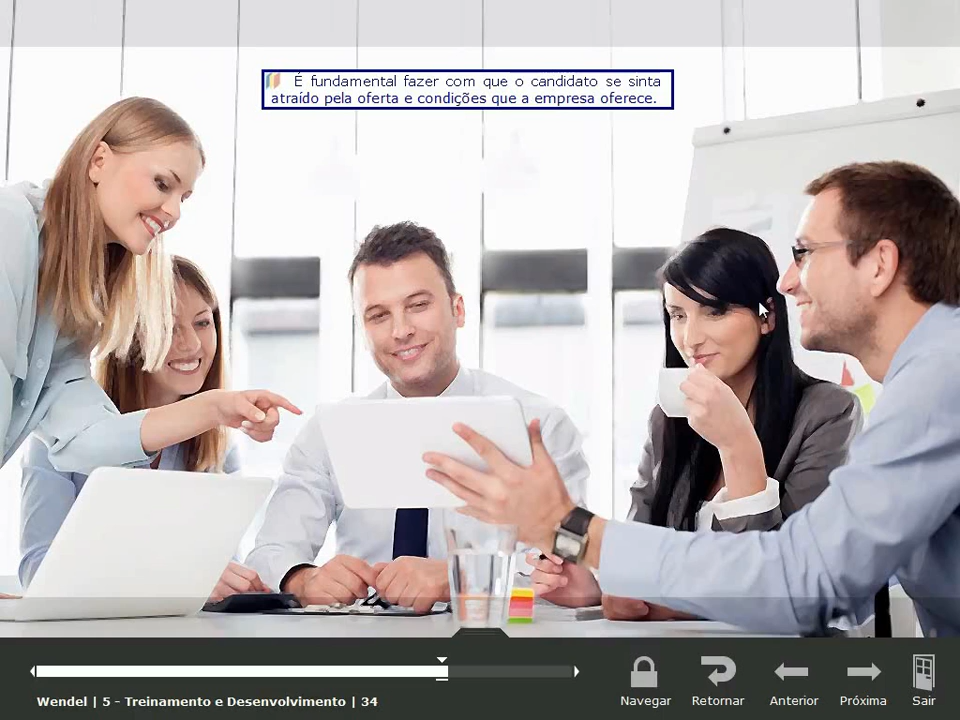 É fundamental fazer com que o candidato se sinta
atraído pela oferta e condições que a empresa oferece.
Navegar
Retornar
Anterior
Próxima
Sair
Wendel | 5 - Treinamento e Desenvolvimento | 34